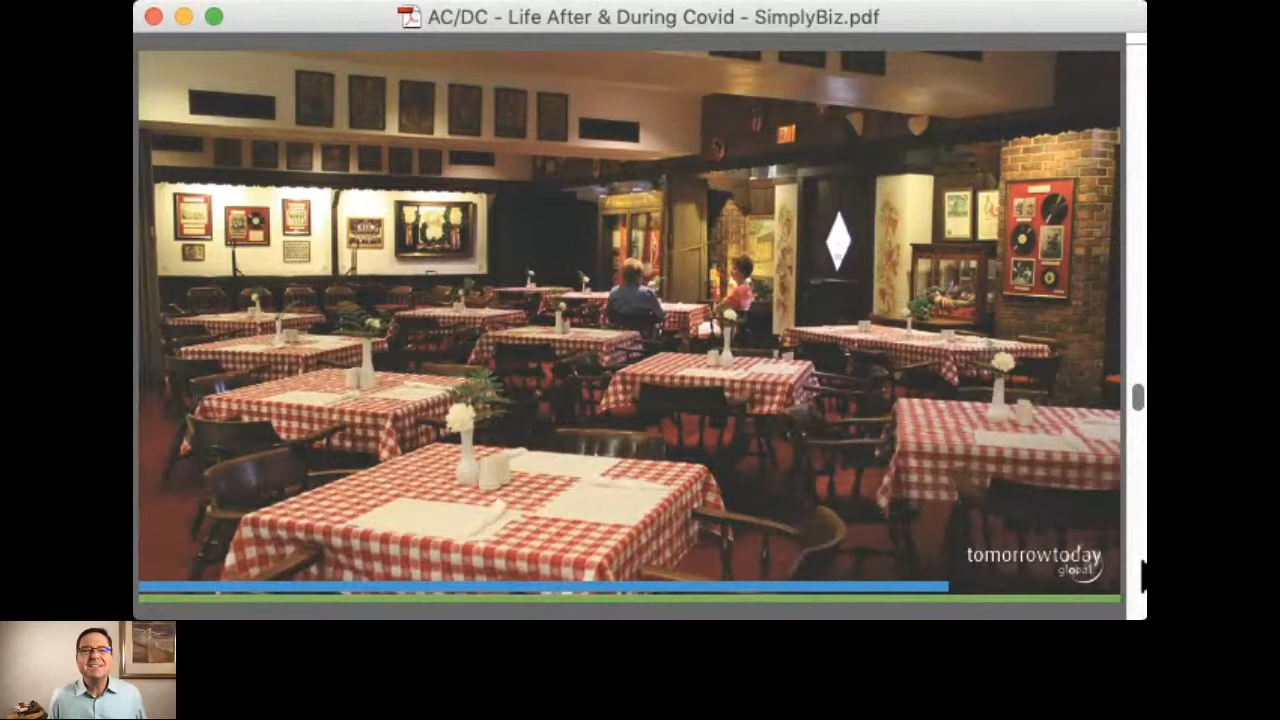 AC/DC - Life After & During Covid - SimplyBiz.pdf
tomorrowtoday
global